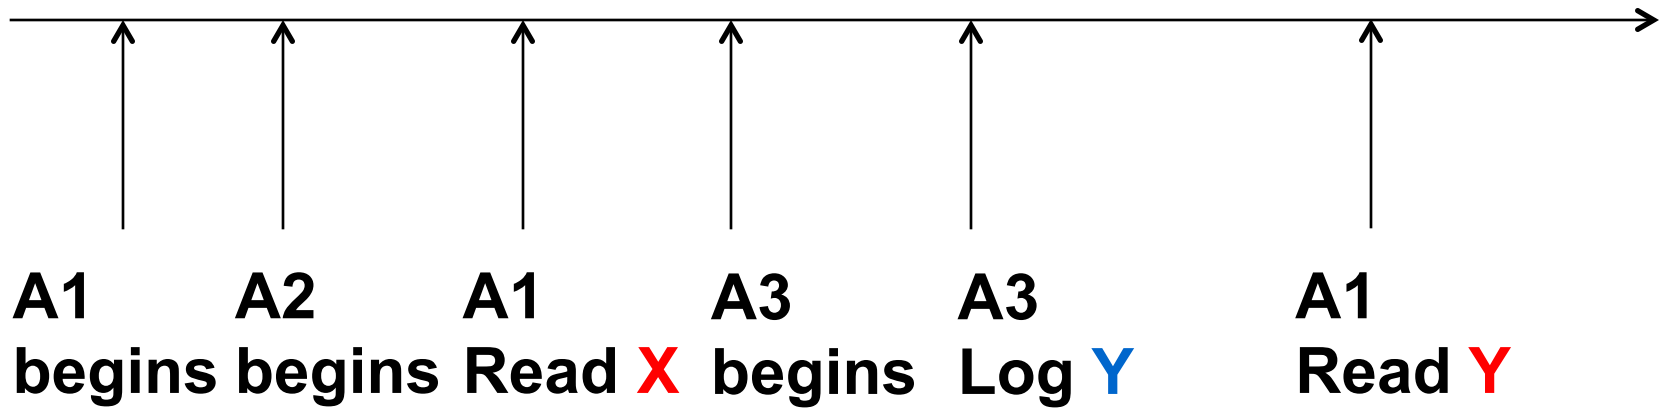 A1 A2 A1 A3 A3 A1
begins begins Read X begins Log Y Read Y